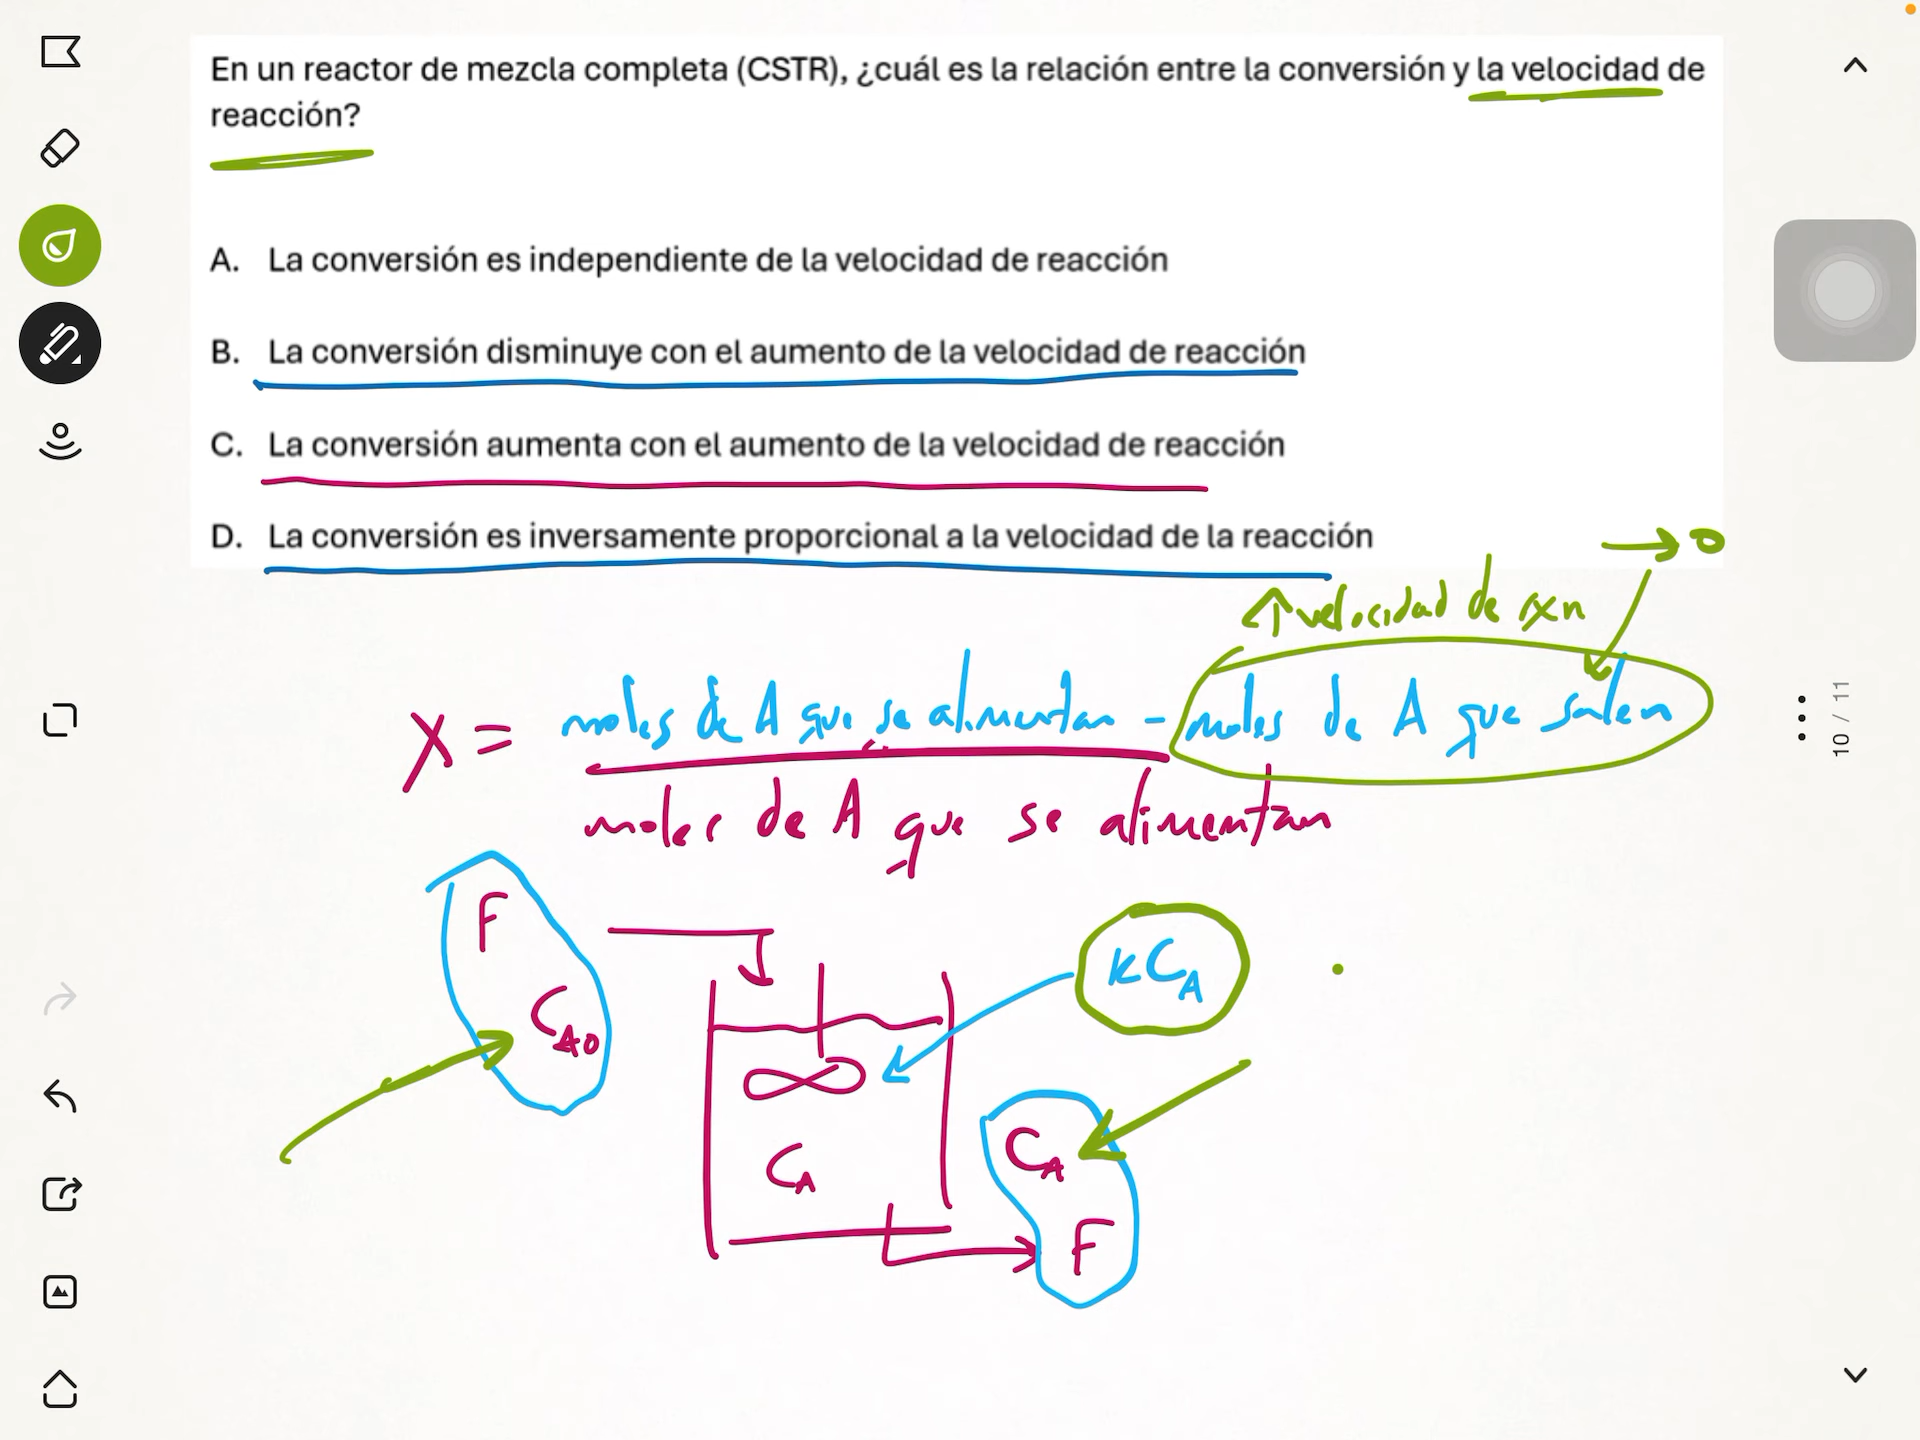 En un reactor de mezcla completa (CSTR), ¿cuál es la relación entre la conversión y la velocidad de
reacción?
A. La conversión es independiente de la velocidad de reacción
B. La conversión disminuye con el aumento de la velocidad de reacción
C. La conversión aumenta con el aumento de la velocidad de reacción
D. La conversión es inversamente proporcional a la velocidad de la reacción
→ 0
↑ velocidad de rxn
X = moles de A que se alimentan - moles de A que salen
moles de A que se alimentan
F
kCA
CA0
CA
CA
F
10 / 11